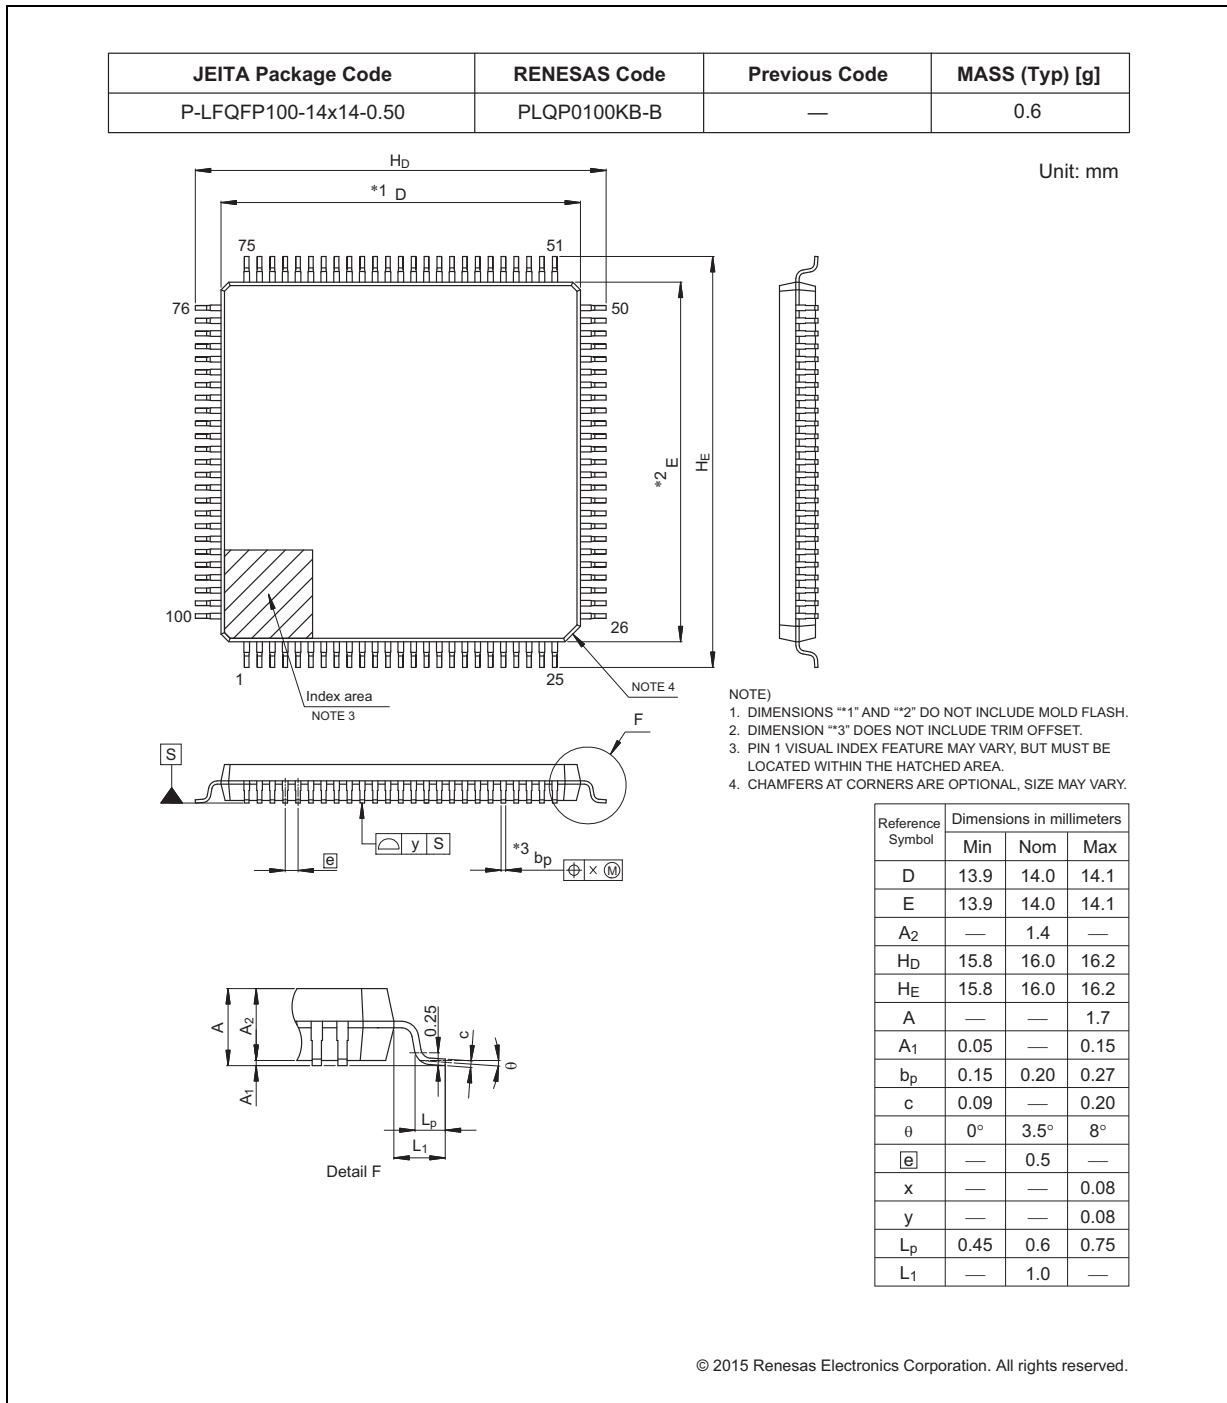 JEITA Package Code RENESAS Code Previous Code MASS (Typ) [g]
P-LFQFP100-14x14-0.50 PLQP0100KB-B — 0.6
Unit: mm
HD
*1 D
75 51
76 50
*2 E
HE
100 26
1 25
Index area
NOTE 3
NOTE 4
F
NOTE)
1. DIMENSIONS “*1” AND “*2” DO NOT INCLUDE MOLD FLASH.
2. DIMENSION “*3” DOES NOT INCLUDE TRIM OFFSET.
3. PIN 1 VISUAL INDEX FEATURE MAY VARY, BUT MUST BE
LOCATED WITHIN THE HATCHED AREA.
4. CHAMFERS AT CORNERS ARE OPTIONAL, SIZE MAY VARY.
S
y S
e
*3 bp
x M
A
A2
A1
0.25
c
θ
Lp
L1
Detail F
Reference Symbol Dimensions in millimeters
Min Nom Max
D 13.9 14.0 14.1
E 13.9 14.0 14.1
A2 — 1.4 —
HD 15.8 16.0 16.2
HE 15.8 16.0 16.2
A — — 1.7
A1 0.05 — 0.15
bp 0.15 0.20 0.27
c 0.09 — 0.20
θ 0° 3.5° 8°
e — 0.5 —
x — — 0.08
y — — 0.08
Lp 0.45 0.6 0.75
L1 — 1.0 —
© 2015 Renesas Electronics Corporation. All rights reserved.